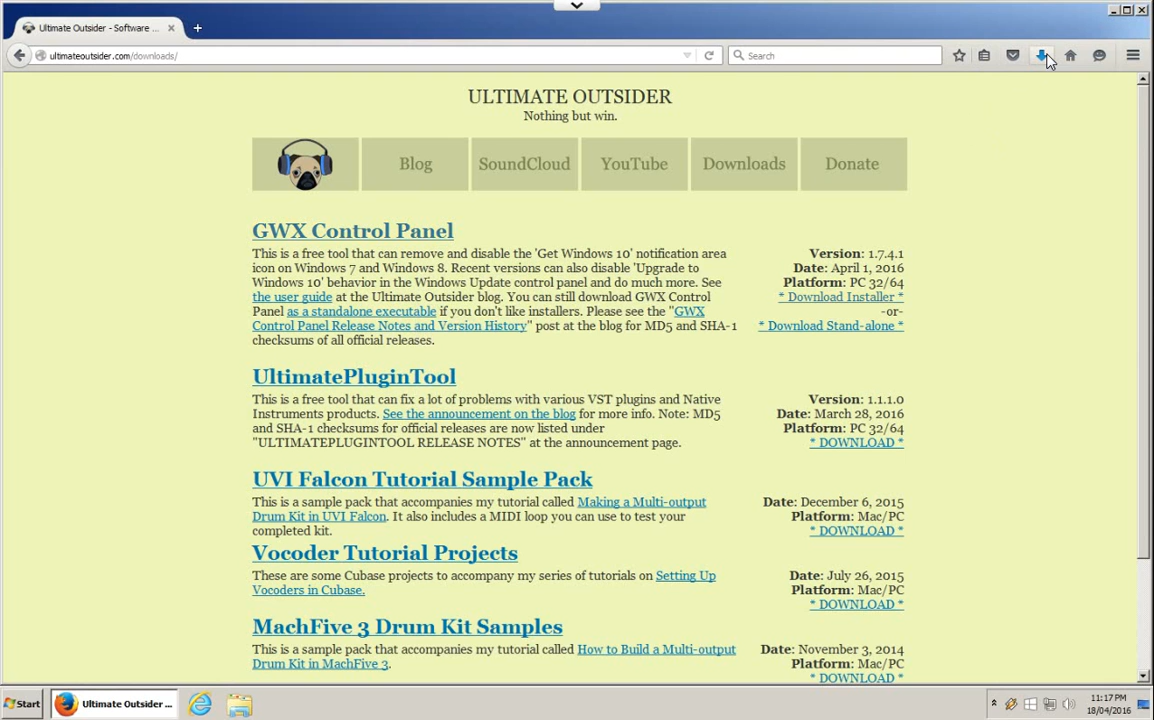 Ultimate Outsider - Software ...
ultimateoutsider.com/downloads/
Search
ULTIMATE OUTSIDER
Nothing but win.
Blog
SoundCloud
YouTube
Downloads
Donate
GWX Control Panel
This is a free tool that can remove and disable the 'Get Windows 10' notification area
icon on Windows 7 and Windows 8. Recent versions can also disable 'Upgrade to
Windows 10' behavior in the Windows Update control panel and do much more. See
the user guide at the Ultimate Outsider blog. You can still download GWX Control
Panel as a standalone executable if you don't like installers. Please see the "GWX
Control Panel Release Notes and Version History" post at the blog for MD5 and SHA-1
checksums of all official releases.
Version: 1.7.4.1
Date: April 1, 2016
Platform: PC 32/64
* Download Installer *
-or-
* Download Stand-alone *
UltimatePluginTool
This is a free tool that can fix a lot of problems with various VST plugins and Native
Instruments products. See the announcement on the blog for more info. Note: MD5
and SHA-1 checksums for official releases are now listed under
"ULTIMATEPLUGINTOOL RELEASE NOTES" at the announcement page.
Version: 1.1.1.0
Date: March 28, 2016
Platform: PC 32/64
* DOWNLOAD *
UVI Falcon Tutorial Sample Pack
This is a sample pack that accompanies my tutorial called Making a Multi-output
Drum Kit in UVI Falcon. It also includes a MIDI loop you can use to test your
completed kit.
Date: December 6, 2015
Platform: Mac/PC
* DOWNLOAD *
Vocoder Tutorial Projects
These are some Cubase projects to accompany my series of tutorials on Setting Up
Vocoders in Cubase.
Date: July 26, 2015
Platform: Mac/PC
* DOWNLOAD *
MachFive 3 Drum Kit Samples
This is a sample pack that accompanies my tutorial called How to Build a Multi-output
Drum Kit in MachFive 3.
Date: November 3, 2014
Platform: Mac/PC
* DOWNLOAD *
Start
Ultimate Outsider ...
11:17 PM
18/04/2016